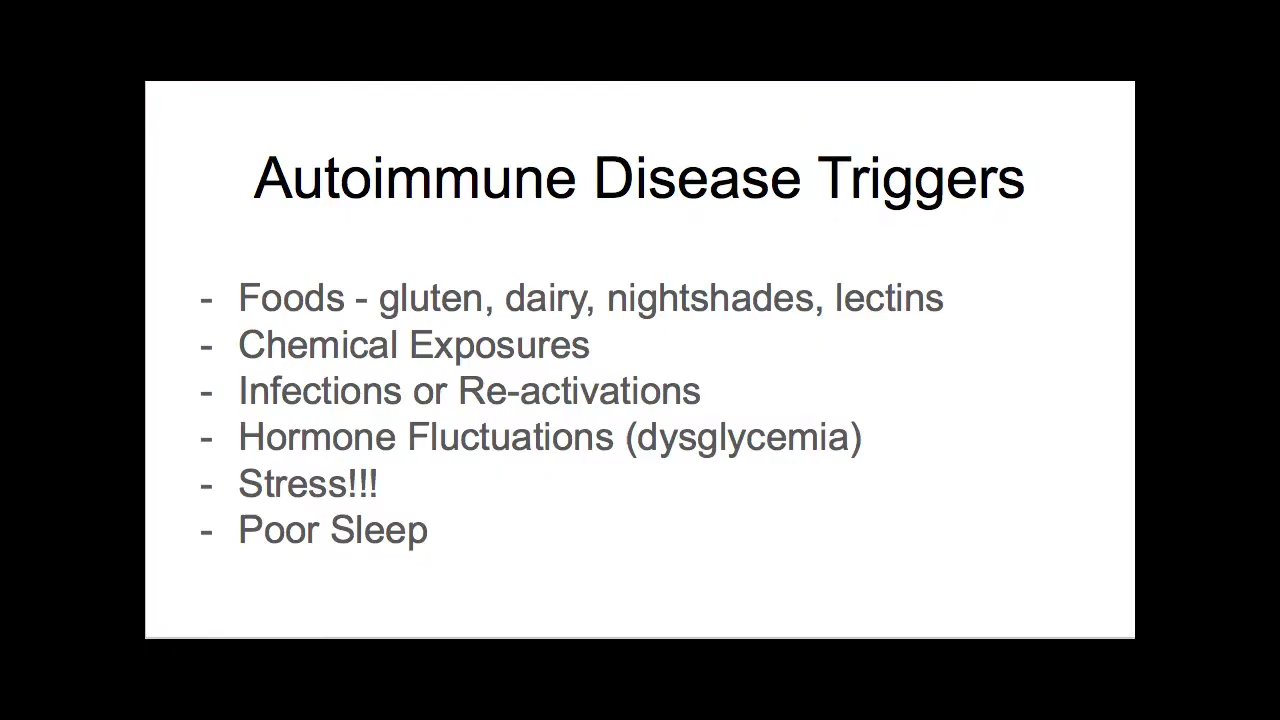 Autoimmune Disease Triggers
- Foods - gluten, dairy, nightshades, lectins
- Chemical Exposures
- Infections or Re-activations
- Hormone Fluctuations (dysglycemia)
- Stress!!!
- Poor Sleep